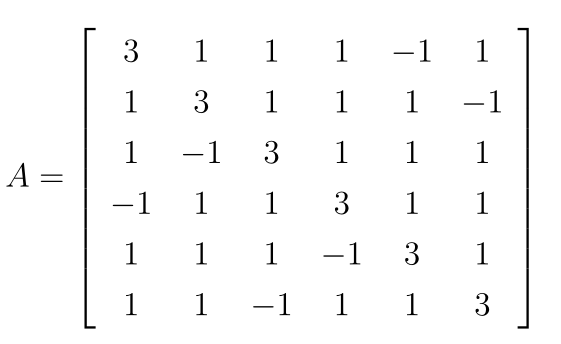 3 1 1 1 −1 1
1 3 1 1 1 −1
1 −1 3 1 1 1
A =
−1 1 1 3 1 1
1 1 1 −1 3 1
1 1 −1 1 1 3